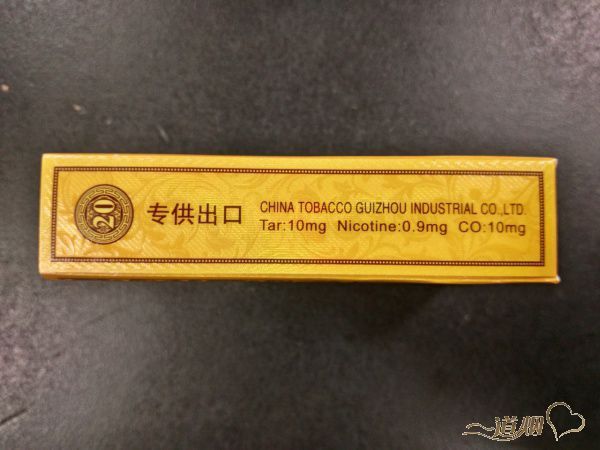 20
专供出口
CHINA TOBACCO GUIZHOU INDUSTRIAL CO.,LTD.
Tar:10mg Nicotine:0.9mg CO:10mg
一道烟